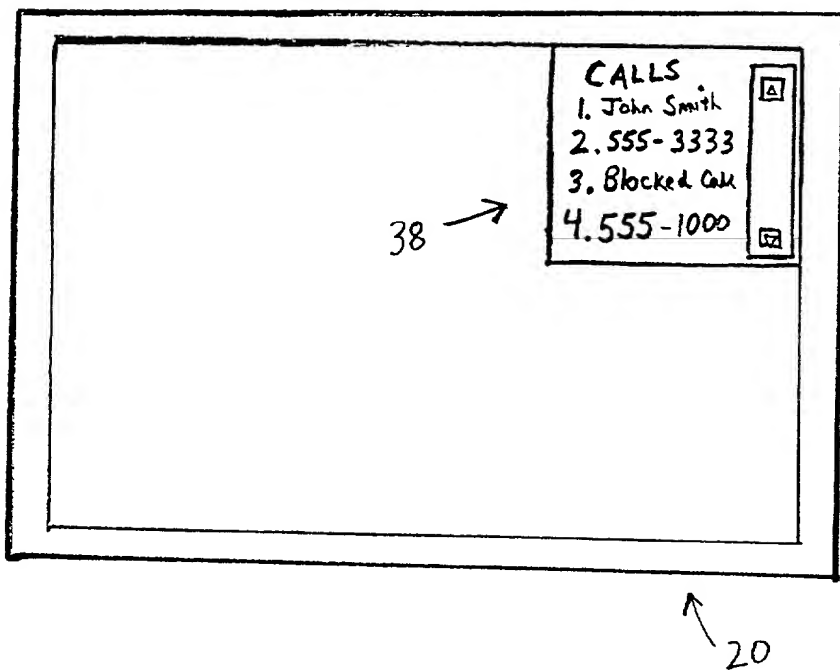 CALLS
1. John Smith
2. 555-3333
3. Blocked Call
4. 555-1000
38
20